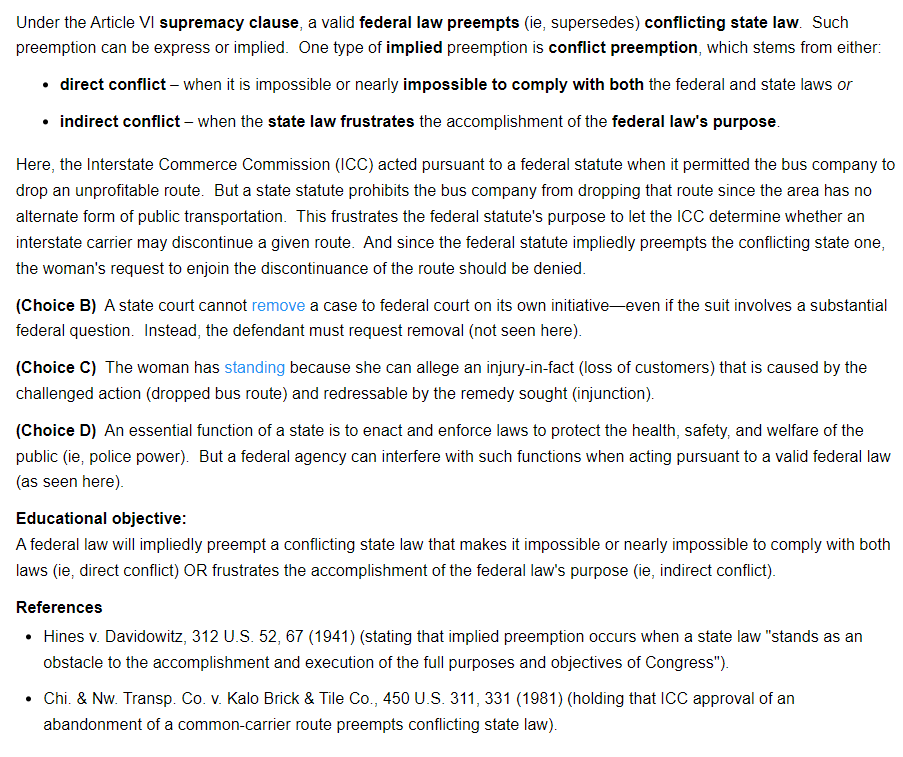 Under the Article VI supremacy clause, a valid federal law preempts (ie, supersedes) conflicting state law.  Such
preemption can be express or implied.  One type of implied preemption is conflict preemption, which stems from either:
• direct conflict – when it is impossible or nearly impossible to comply with both the federal and state laws or
• indirect conflict – when the state law frustrates the accomplishment of the federal law's purpose.
Here, the Interstate Commerce Commission (ICC) acted pursuant to a federal statute when it permitted the bus company to
drop an unprofitable route.  But a state statute prohibits the bus company from dropping that route since the area has no
alternate form of public transportation.  This frustrates the federal statute's purpose to let the ICC determine whether an
interstate carrier may discontinue a given route.  And since the federal statute impliedly preempts the conflicting state one,
the woman's request to enjoin the discontinuance of the route should be denied.
(Choice B)  A state court cannot remove a case to federal court on its own initiative—even if the suit involves a substantial
federal question.  Instead, the defendant must request removal (not seen here).
(Choice C)  The woman has standing because she can allege an injury-in-fact (loss of customers) that is caused by the
challenged action (dropped bus route) and redressable by the remedy sought (injunction).
(Choice D)  An essential function of a state is to enact and enforce laws to protect the health, safety, and welfare of the
public (ie, police power).  But a federal agency can interfere with such functions when acting pursuant to a valid federal law
(as seen here).
Educational objective:
A federal law will impliedly preempt a conflicting state law that makes it impossible or nearly impossible to comply with both
laws (ie, direct conflict) OR frustrates the accomplishment of the federal law's purpose (ie, indirect conflict).
References
• Hines v. Davidowitz, 312 U.S. 52, 67 (1941) (stating that implied preemption occurs when a state law "stands as an
obstacle to the accomplishment and execution of the full purposes and objectives of Congress").
• Chi. & Nw. Transp. Co. v. Kalo Brick & Tile Co., 450 U.S. 311, 331 (1981) (holding that ICC approval of an
abandonment of a common-carrier route preempts conflicting state law).